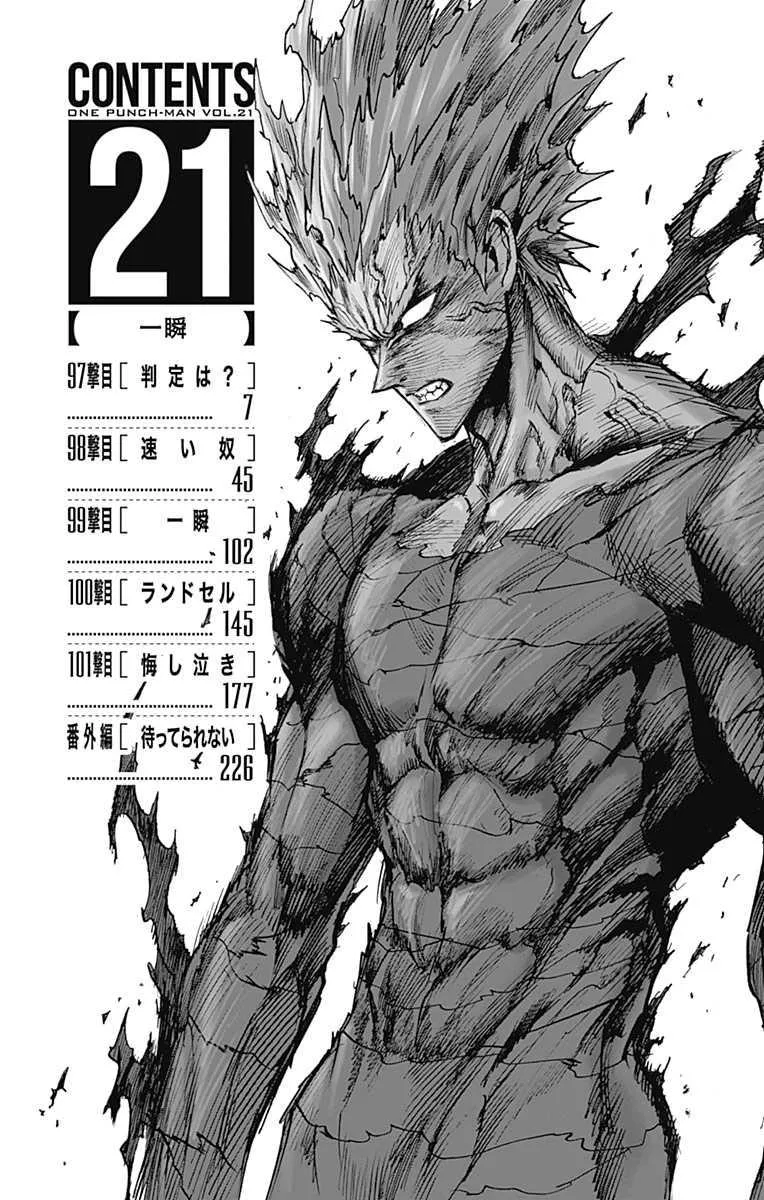 CONTENTS
ONE PUNCH-MAN VOL.21
21
【 一瞬 】
97撃目[ 判定は？ ]
.................................... 7
98撃目[ 速い奴 ]
.................................... 45
99撃目[ 一瞬 ]
.................................... 102
100撃目[ ランドセル ]
.................................... 145
101撃目[ 悔し泣き ]
.................................... 177
番外編[ 待ってられない ]
.................................... 226